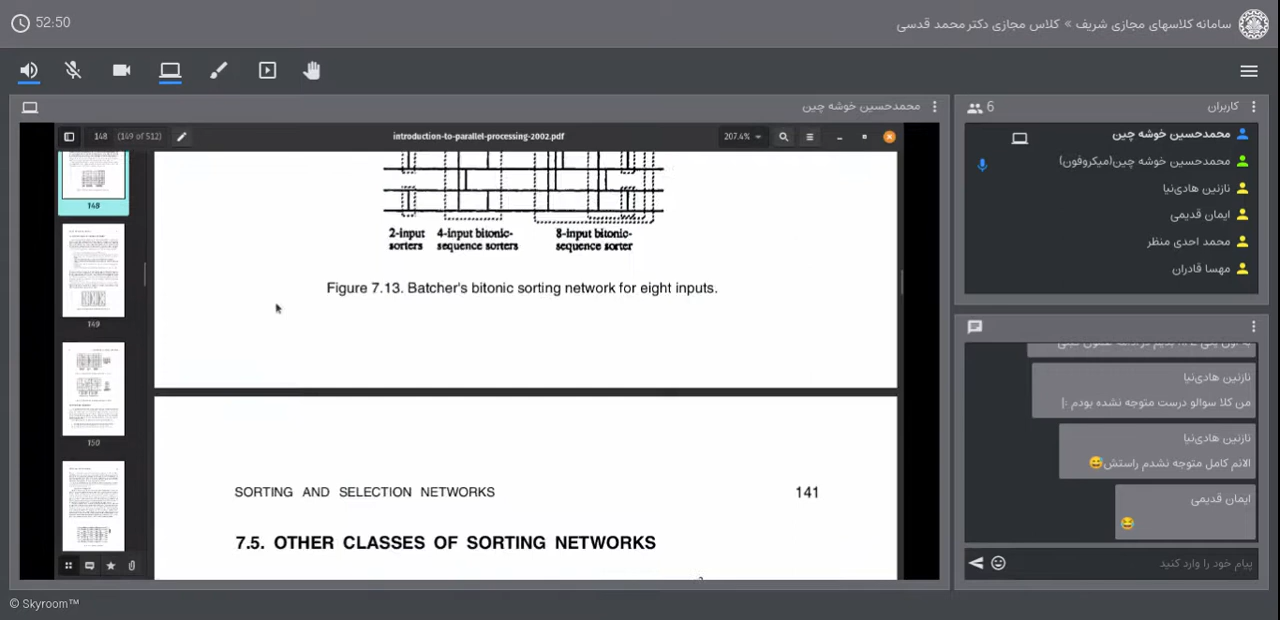 52:50
سامانه کلاسهای مجازی شریف » کلاس مجازی دکتر محمد قدسی
محمدحسین خوشه چین
148 (149 of 512)
introduction-to-parallel-processing-2002.pdf
207.4%
148
149
150
2-input sorters
4-input bitonic-sequence sorters
8-input bitonic-sequence sorter
Figure 7.13. Batcher's bitonic sorting network for eight inputs.
SORTING AND SELECTION NETWORKS 141
7.5. OTHER CLASSES OF SORTING NETWORKS
6
کاربران
محمدحسین خوشه چین
محمدحسین خوشه چین(میکروفون)
نازنین هادی‌نیا
ایمان قدیمی
محمد احدی منظر
مهسا قادران
نازنین هادی‌نیا
من کلا سوالو درست متوجه نشده بودم :|
نازنین هادی‌نیا
الانم کامل متوجه نشدم راستش😅
ایمان قدیمی
😂
پیام خود را وارد کنید
© Skyroom™